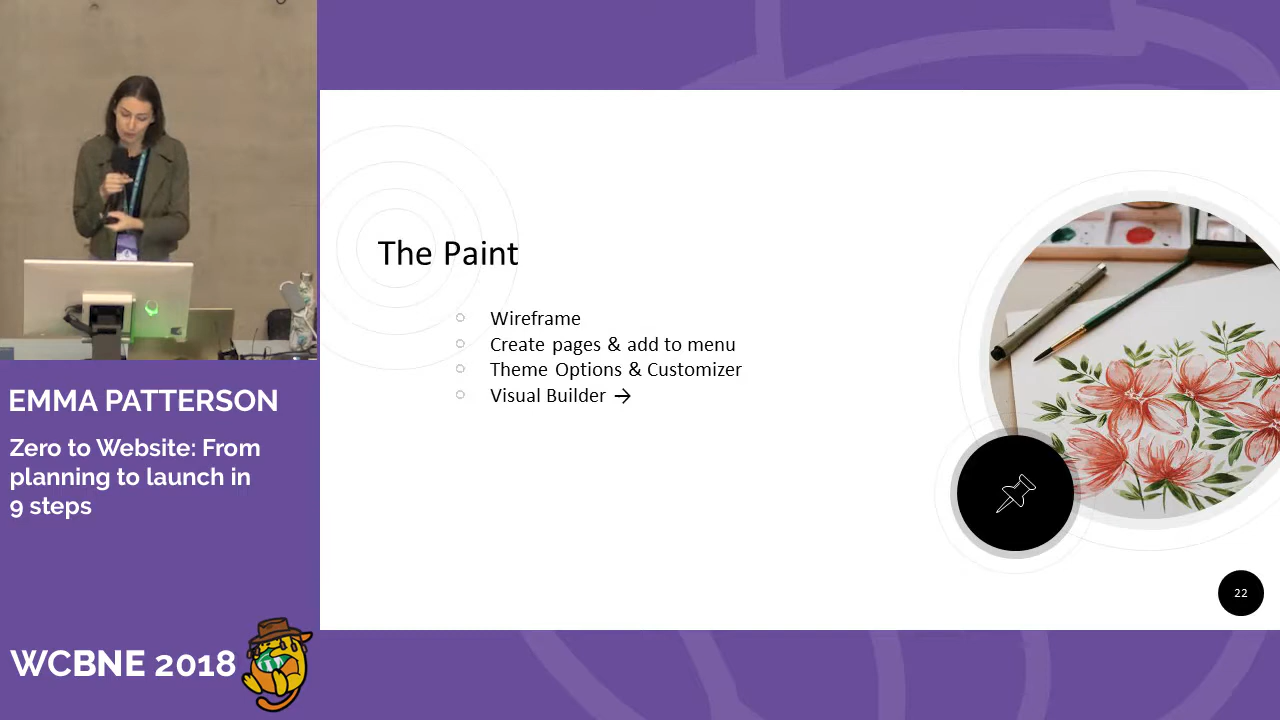 EMMA PATTERSON
Zero to Website: From
planning to launch in
9 steps
WCBNE 2018
The Paint
Wireframe
Create pages & add to menu
Theme Options & Customizer
Visual Builder →
22